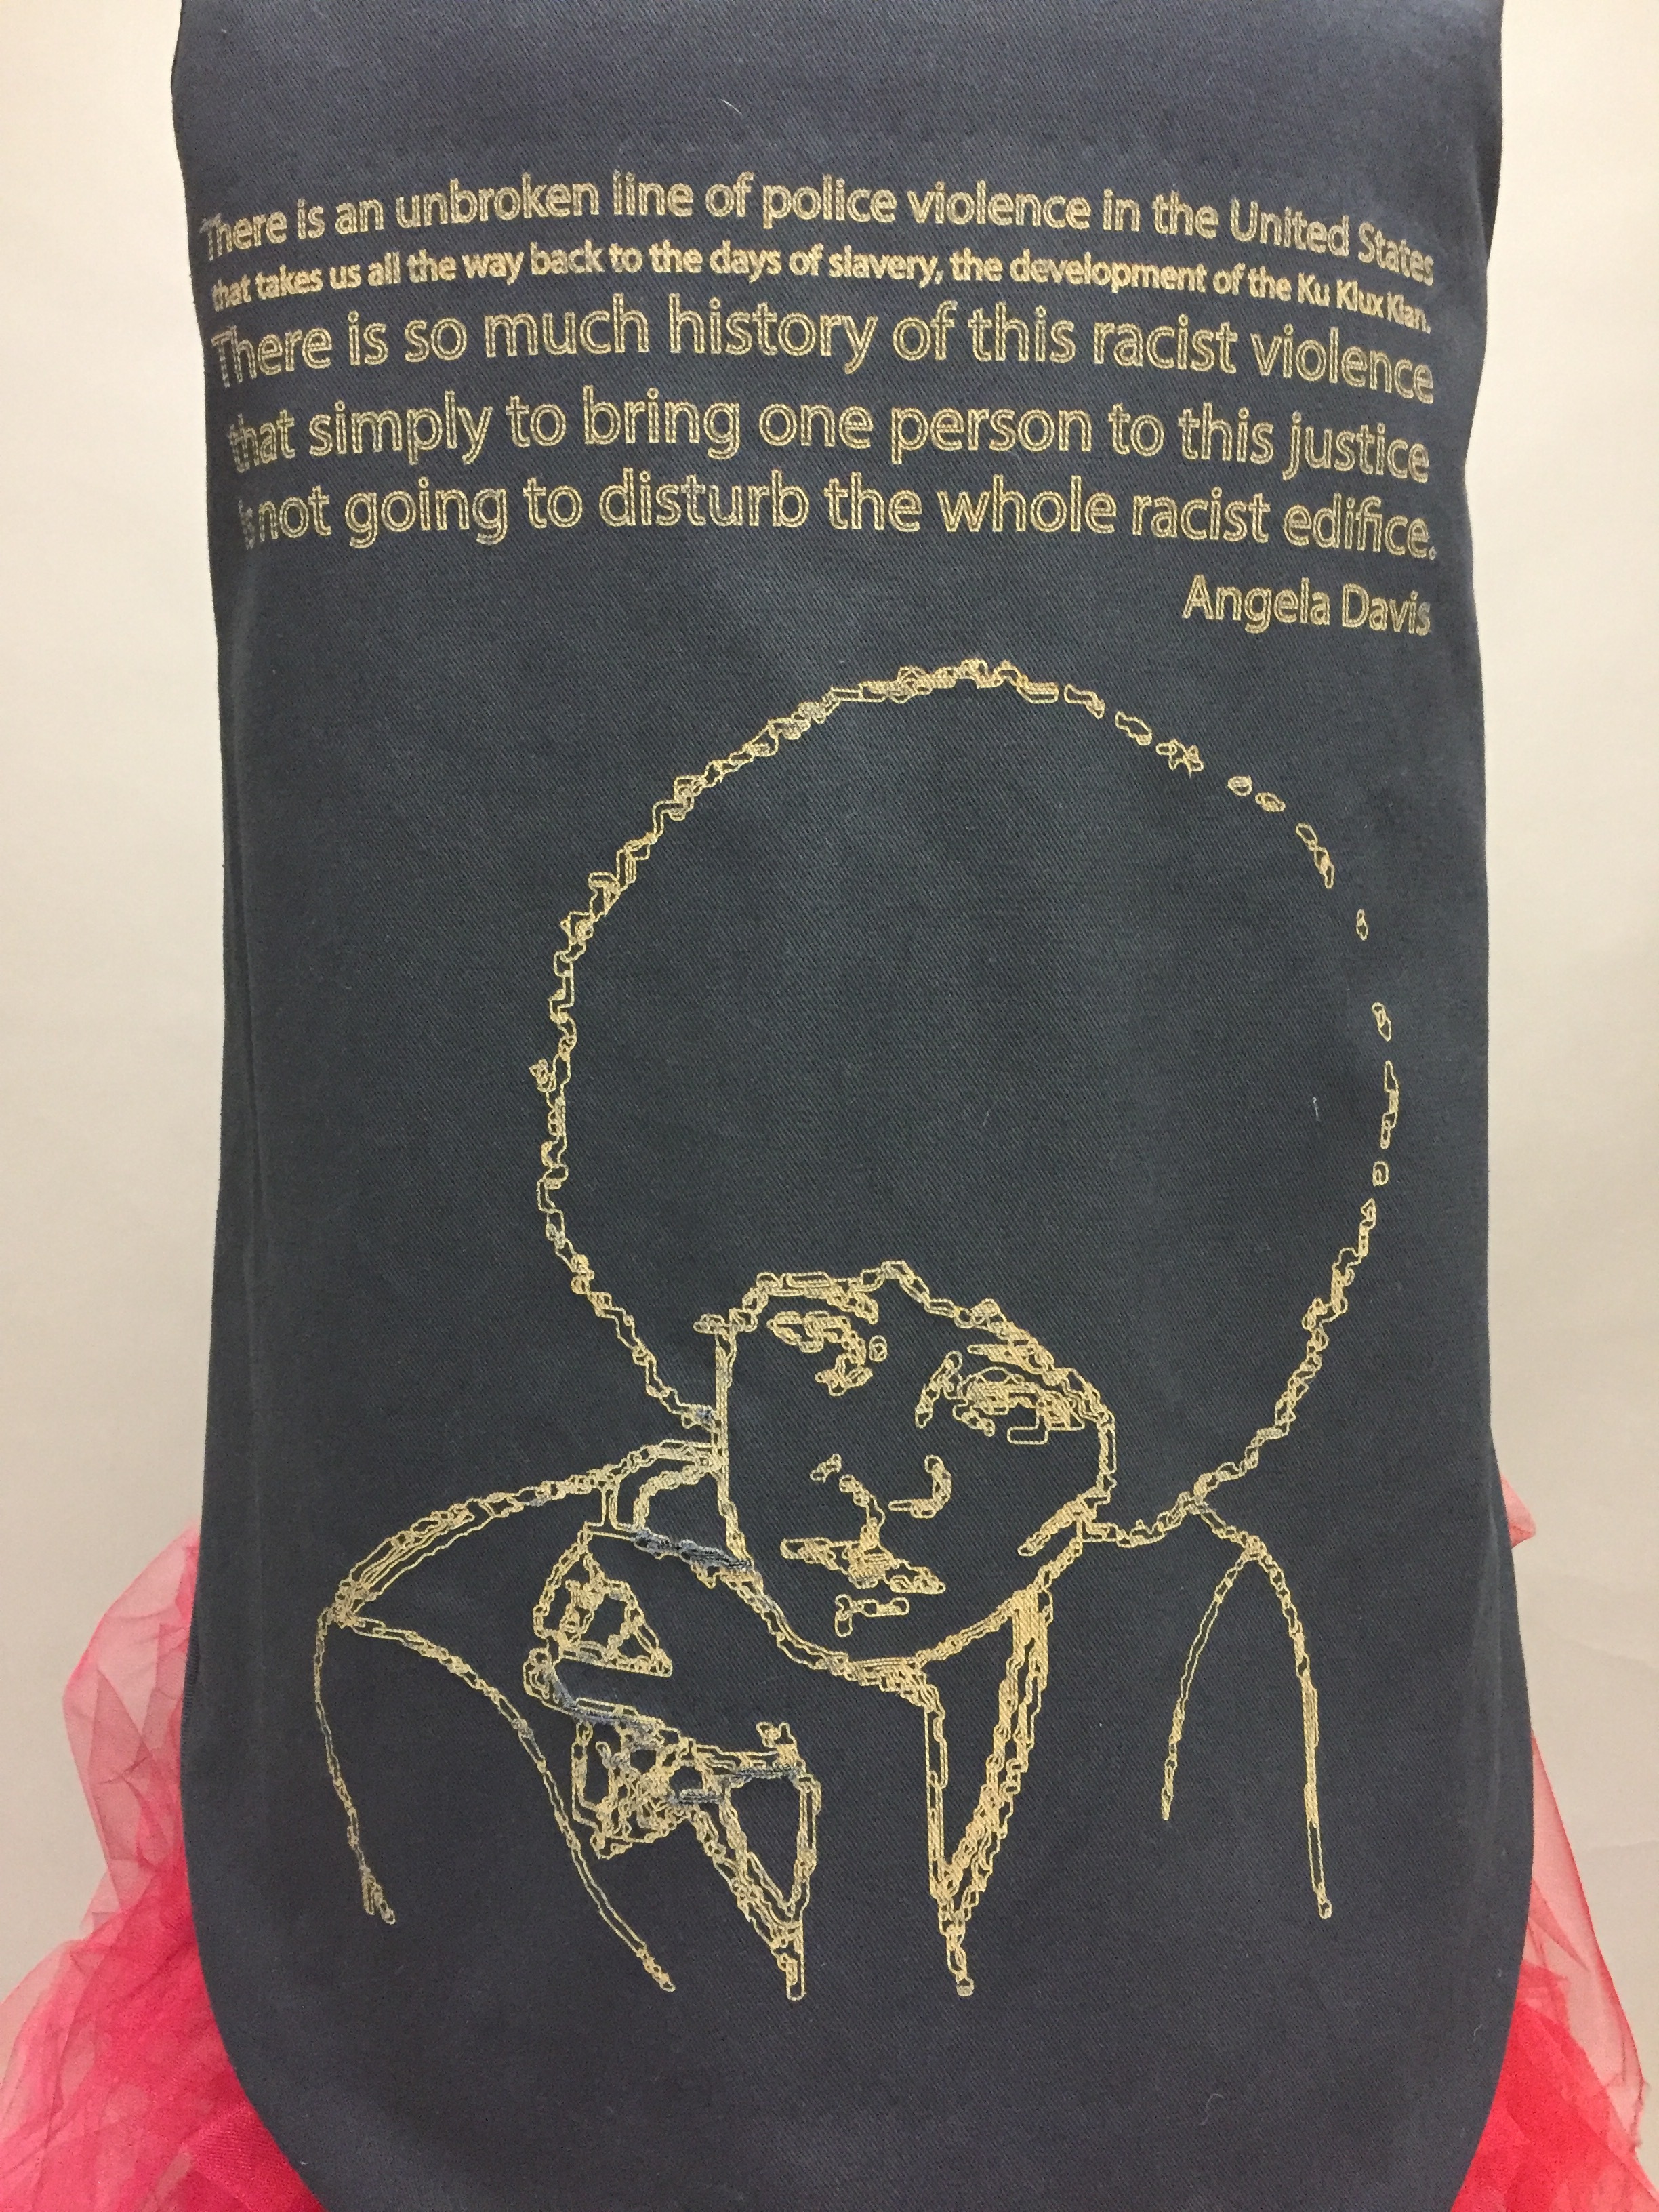 There is an unbroken line of police violence in the United States
that takes us all the way back to the days of slavery, the development of the Ku Klux Klan.
There is so much history of this racist violence
that simply to bring one person to this justice
is not going to disturb the whole racist edifice.
Angela Davis